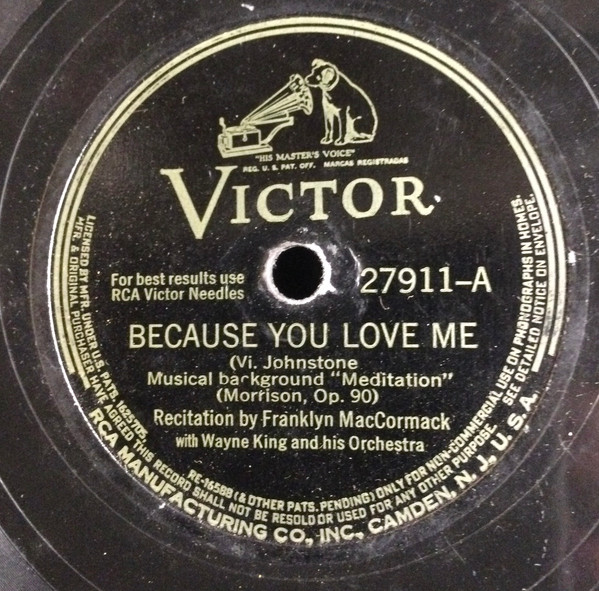 "HIS MASTER'S VOICE"
REG. U. S. PAT. OFF. MARCAS REGISTRADAS
VICTOR
For best results use
RCA Victor Needles
27911-A
BECAUSE YOU LOVE ME
(Vi. Johnstone
Musical background "Meditation"
(Morrison, Op. 90)
Recitation by Franklyn MacCormack
with Wayne King and his Orchestra
LICENSED BY MFR. UNDER U.S. PATS. 1625705,
RE-16588 (& OTHER PATS. PENDING) ONLY FOR NON-COMMERCIAL USE ON PHONOGRAPHS IN HOMES.
MFR. & ORIGINAL PURCHASER HAVE AGREED THIS RECORD SHALL NOT BE RESOLD OR USED FOR ANY OTHER PURPOSE. SEE DETAILED NOTICE ON ENVELOPE.
RCA MANUFACTURING CO., INC., CAMDEN, N. J., U. S. A.